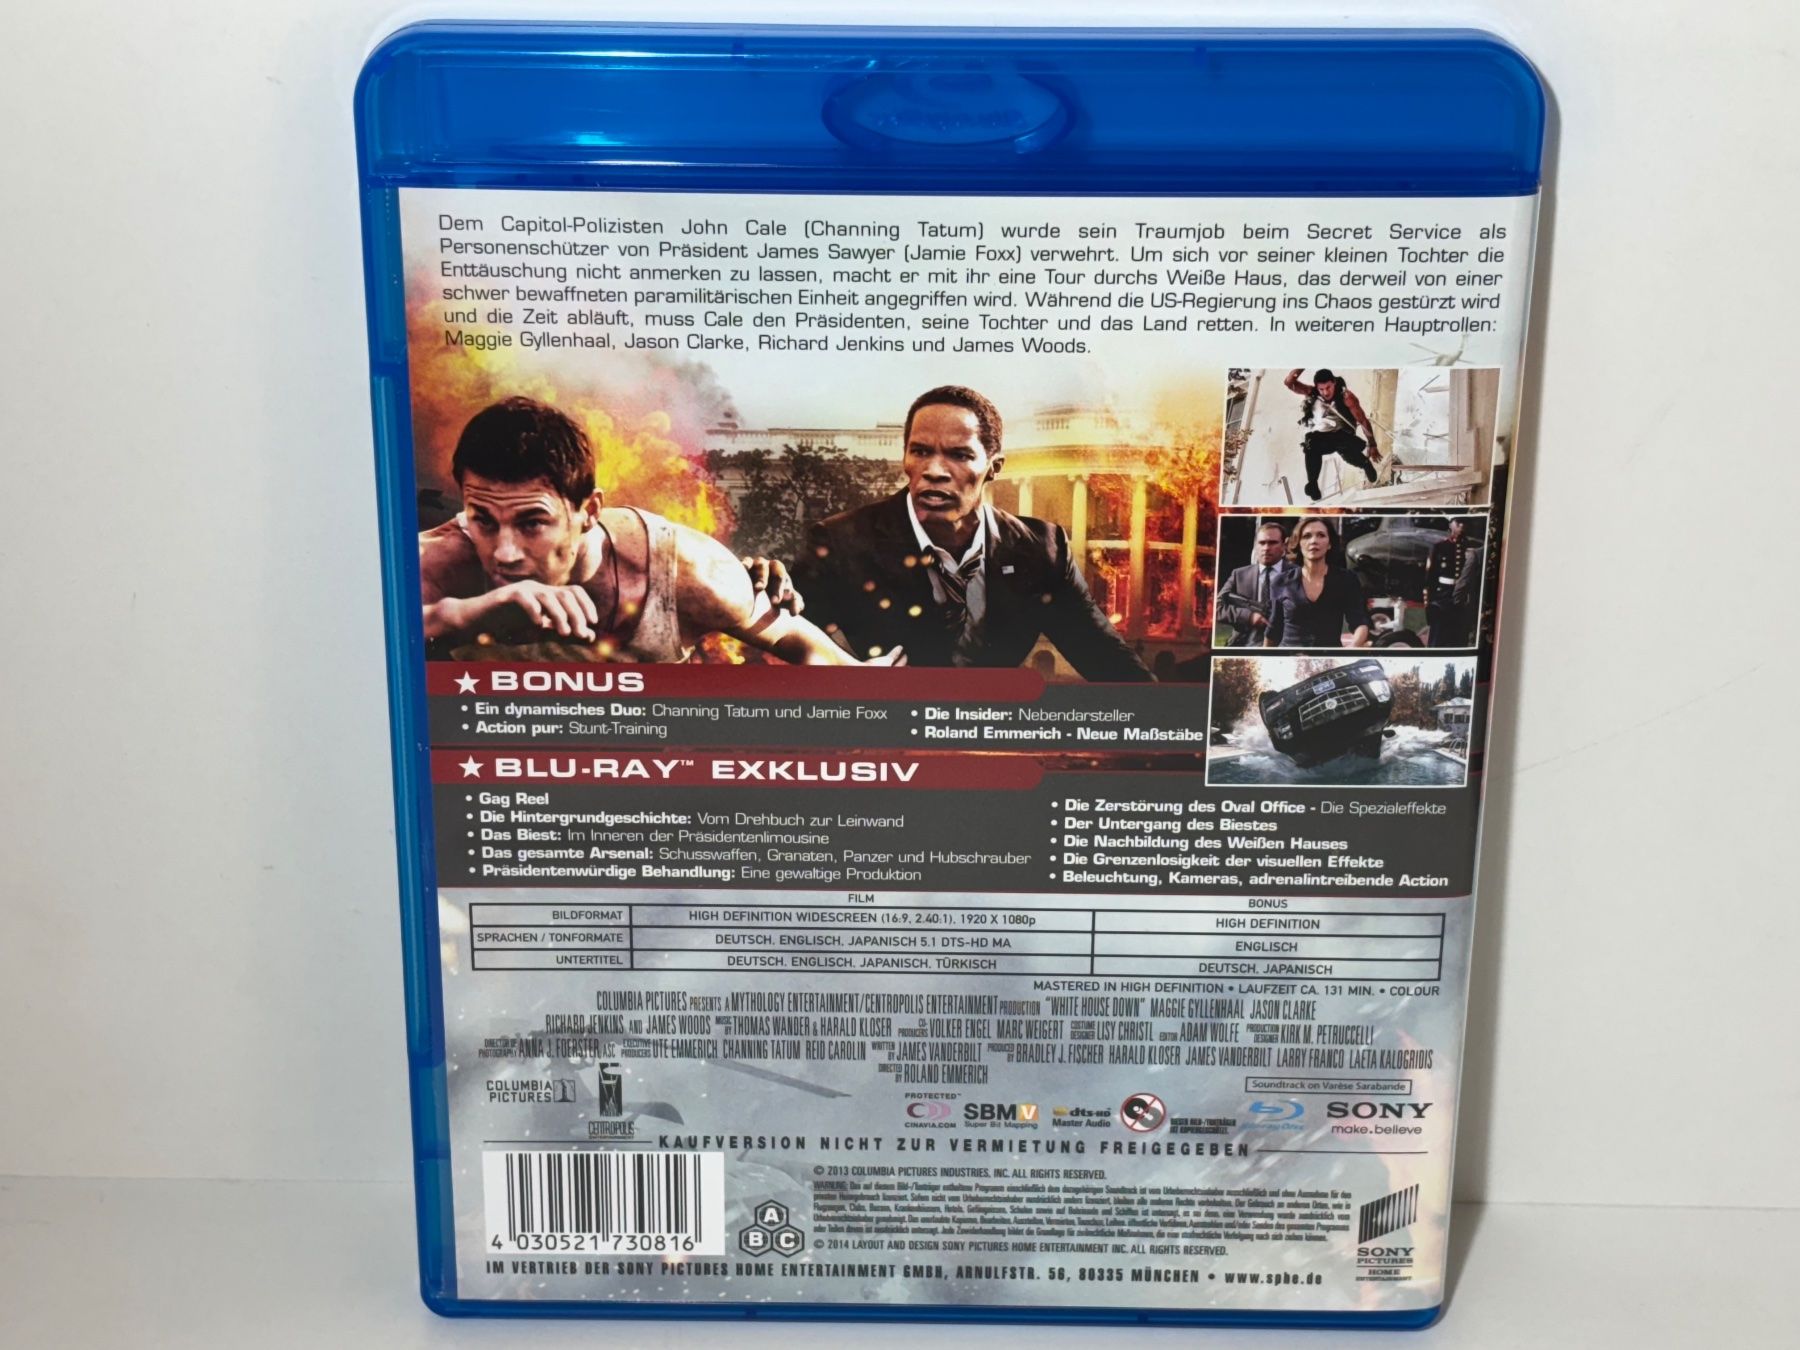 Dem Capitol-Polizisten John Cale (Channing Tatum) wurde sein Traumjob beim Secret Service als
Personenschützer von Präsident James Sawyer (Jamie Foxx) verwehrt. Um sich vor seiner kleinen Tochter die
Enttäuschung nicht anmerken zu lassen, macht er mit ihr eine Tour durchs Weiße Haus, das derweil von einer
schwer bewaffneten paramilitärischen Einheit angegriffen wird. Während die US-Regierung ins Chaos gestürzt wird
und die Zeit abläuft, muss Cale den Präsidenten, seine Tochter und das Land retten. In weiteren Hauptrollen:
Maggie Gyllenhaal, Jason Clarke, Richard Jenkins und James Woods.
★ BONUS
• Ein dynamisches Duo: Channing Tatum und Jamie Foxx
• Action pur: Stunt-Training
• Die Insider: Nebendarsteller
• Roland Emmerich - Neue Maßstäbe
★ BLU-RAY™ EXKLUSIV
• Gag Reel
• Die Hintergrundgeschichte: Vom Drehbuch zur Leinwand
• Das Biest: Im Inneren der Präsidentenlimousine
• Das gesamte Arsenal: Schusswaffen, Granaten, Panzer und Hubschrauber
• Präsidentenwürdige Behandlung: Eine gewaltige Produktion
• Die Zerstörung des Oval Office - Die Spezialeffekte
• Der Untergang des Biestes
• Die Nachbildung des Weißen Hauses
• Die Grenzenlosigkeit der visuellen Effekte
• Beleuchtung, Kameras, adrenalintreibende Action
FILM BONUS
BILDFORMAT HIGH DEFINITION WIDESCREEN (16:9, 2.40:1), 1920 X 1080p HIGH DEFINITION
SPRACHEN / TONFORMATE DEUTSCH, ENGLISCH, JAPANISCH 5.1 DTS-HD MA ENGLISCH
UNTERTITEL DEUTSCH, ENGLISCH, JAPANISCH, TÜRKISCH DEUTSCH, JAPANISCH
MASTERED IN HIGH DEFINITION • LAUFZEIT CA. 131 MIN. • COLOUR
COLUMBIA PICTURES PRESENTS A MYTHOLOGY ENTERTAINMENT/CENTROPOLIS ENTERTAINMENT PRODUCTION "WHITE HOUSE DOWN" MAGGIE GYLLENHAAL JASON CLARKE
RICHARD JENKINS AND JAMES WOODS MUSIC BY THOMAS WANDER & HARALD KLOSER CO-PRODUCERS VOLKER ENGEL MARC WEIGERT COSTUME DESIGNER LISY CHRISTL EDITOR ADAM WOLFE PRODUCTION DESIGNER KIRK M. PETRUCCELLI
DIRECTOR OF PHOTOGRAPHY ANNA J. FOERSTER, ASC EXECUTIVE PRODUCERS UTE EMMERICH CHANNING TATUM REID CAROLIN WRITTEN BY JAMES VANDERBILT PRODUCED BY BRADLEY J. FISCHER HARALD KLOSER JAMES VANDERBILT LARRY FRANCO LAETA KALOGRIDIS
DIRECTED BY ROLAND EMMERICH
COLUMBIA
PICTURES
CENTROPOLIS
ENTERTAINMENT
PROTECTED™
CINAVIA.COM
SBMV
Super Bit Mapping
dts-HD
Master Audio
Soundtrack on Varèse Sarabande
Blu-ray Disc
SONY
make.believe
KAUFVERSION NICHT ZUR VERMIETUNG FREIGEGEBEN
4 030521 730816
A
B C
© 2013 COLUMBIA PICTURES INDUSTRIES, INC. ALL RIGHTS RESERVED.
© 2014 LAYOUT AND DESIGN SONY PICTURES HOME ENTERTAINMENT INC. ALL RIGHTS RESERVED.
SONY
PICTURES
HOME
ENTERTAINMENT
IM VERTRIEB DER SONY PICTURES HOME ENTERTAINMENT GMBH, ARNULFSTR. 56, 80335 MÜNCHEN • www.sphe.de